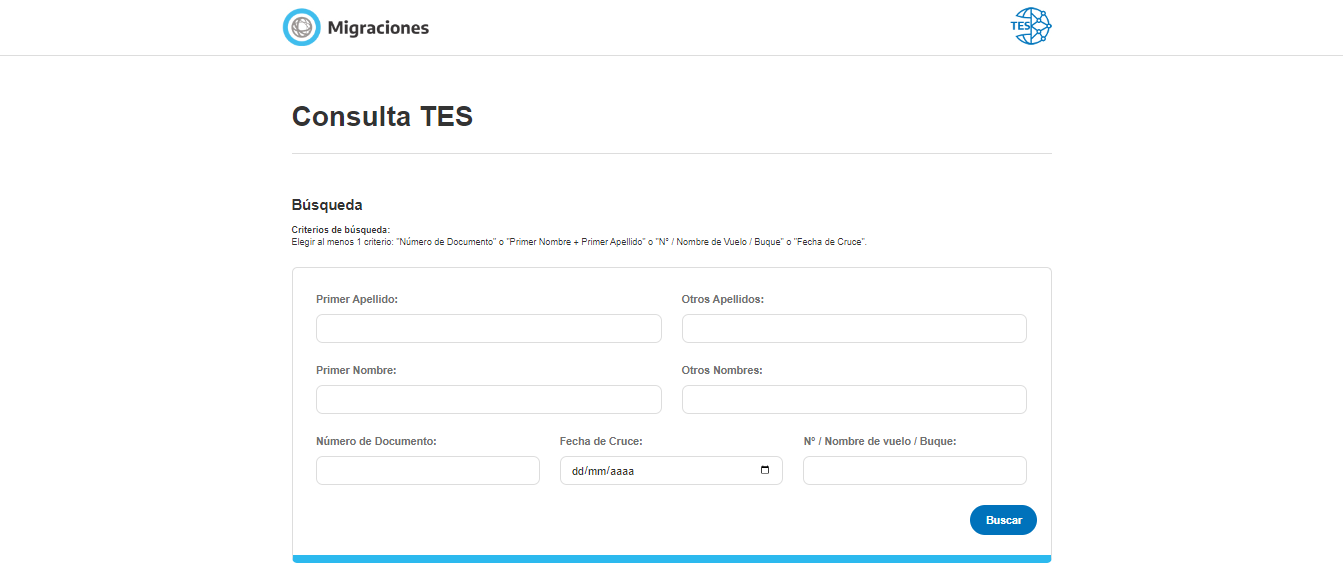 Migraciones
TES
Consulta TES
Búsqueda
Criterios de búsqueda:
Elegir al menos 1 criterio: "Número de Documento" o "Primer Nombre + Primer Apellido" o "N° / Nombre de Vuelo / Buque" o "Fecha de Cruce".
Primer Apellido: Otros Apellidos:
Primer Nombre: Otros Nombres:
Número de Documento: Fecha de Cruce: Nº / Nombre de vuelo / Buque:
dd/mm/aaaa
Buscar